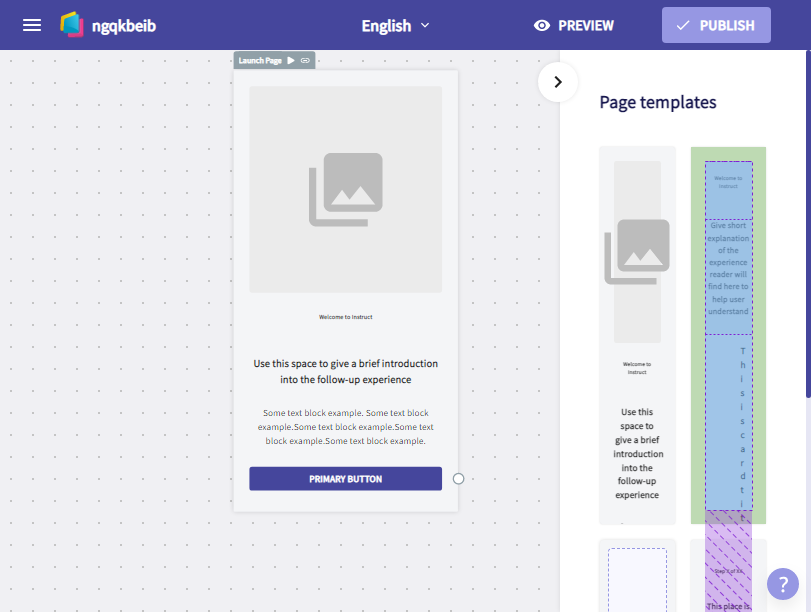 ngqkbeib
English
PREVIEW
PUBLISH
Launch Page
Welcome to Instruct
Use this space to give a brief introduction
into the follow-up experience
Some text block example. Some text block
example.Some text block example.Some text
block example.Some text block example.
PRIMARY BUTTON
Page templates
Welcome to
Instruct
Use this
space to
give a brief
introduction
into the
follow-up
experience
Welcome to
Instruct
Give short
explanation
of the
experience
reader will
find here to
help user
understand
T
h
i
s
i
s
c
a
r
d
t
i
This place is
?